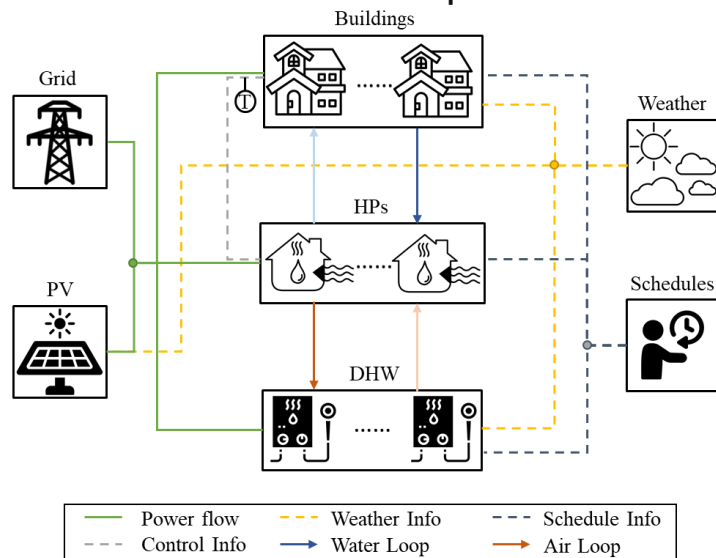 Buildings
Grid
T
Weather
HPs
PV
Schedules
DHW
Power flow
Weather Info
Schedule Info
Control Info
Water Loop
Air Loop